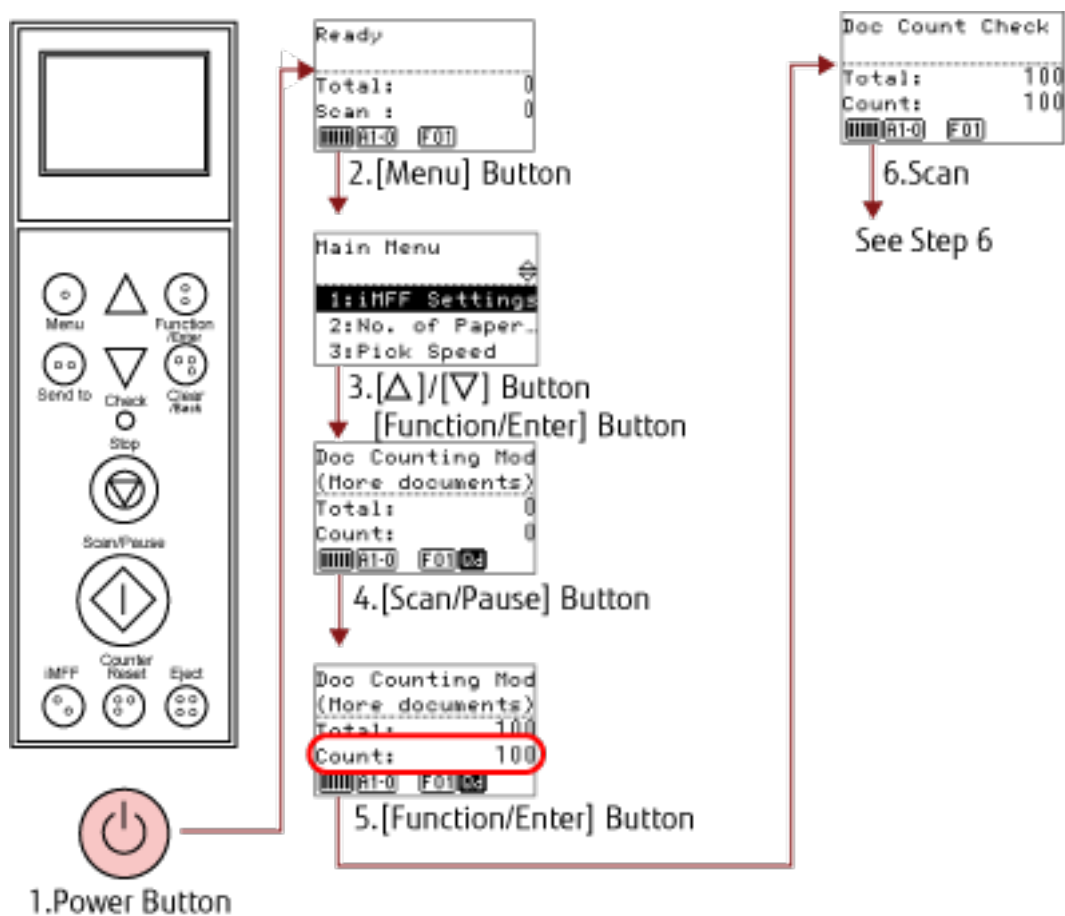 Menu
Function
/Enter
Send to
Check
Clear
/Back
Stop
Scan/Pause
iMFF
Counter
Reset
Eject
1.Power Button
Ready
Total: 0
Scan : 0
A1-0 F01
2.[Menu] Button
Main Menu
1:iMFF Settings
2:No. of Paper…
3:Pick Speed
3.[△]/[▽] Button
[Function/Enter] Button
Doc Counting Mod
(More documents)
Total: 0
Count: 0
A1-0 F01
4.[Scan/Pause] Button
Doc Counting Mod
(More documents)
Total: 100
Count: 100
A1-0 F01
5.[Function/Enter] Button
Doc Count Check
Total: 100
Count: 100
A1-0 F01
6.Scan
See Step 6